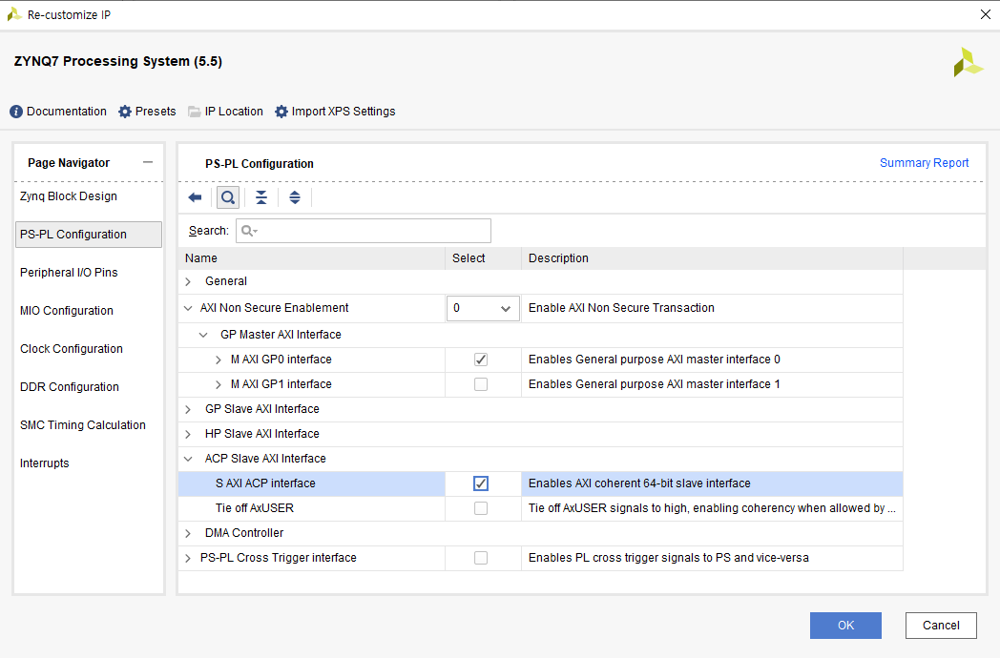 Re-customize IP
ZYNQ7 Processing System (5.5)
Documentation Presets IP Location Import XPS Settings
Page Navigator
Zynq Block Design
PS-PL Configuration
Peripheral I/O Pins
MIO Configuration
Clock Configuration
DDR Configuration
SMC Timing Calculation
Interrupts
PS-PL Configuration Summary Report
Search:
Name Select Description
General
AXI Non Secure Enablement 0 Enable AXI Non Secure Transaction
GP Master AXI Interface
M AXI GP0 interface Enables General purpose AXI master interface 0
M AXI GP1 interface Enables General purpose AXI master interface 1
GP Slave AXI Interface
HP Slave AXI Interface
ACP Slave AXI Interface
S AXI ACP interface Enables AXI coherent 64-bit slave interface
Tie off AxUSER Tie off AxUSER signals to high, enabling coherency when allowed by ...
DMA Controller
PS-PL Cross Trigger interface Enables PL cross trigger signals to PS and vice-versa
OK Cancel